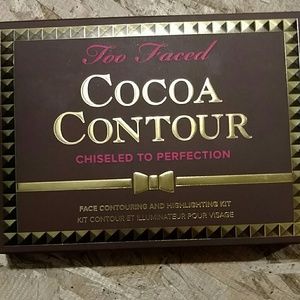 Too Faced
COCOA
CONTOUR
CHISELED TO PERFECTION
FACE CONTOURING AND HIGHLIGHTING KIT
KIT CONTOUR ET ILLUMINATEUR POUR VISAGE